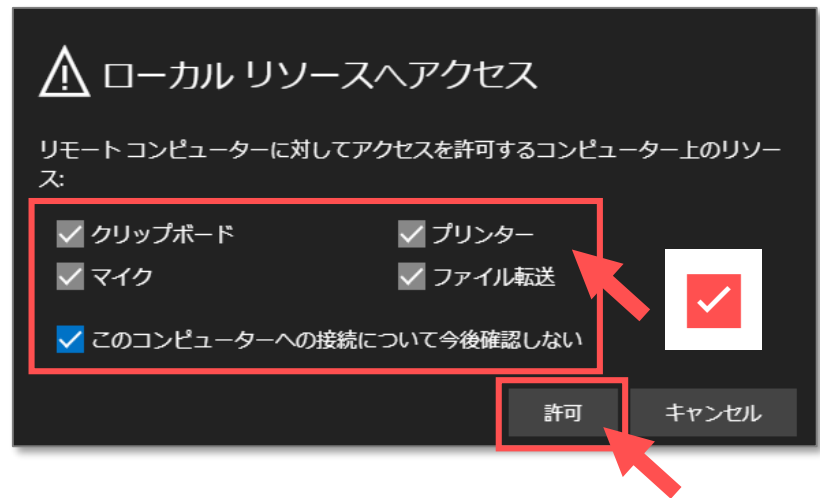 ローカル リソースへアクセス
リモート コンピューターに対してアクセスを許可するコンピューター上のリソー
ス:
クリップボード プリンター
マイク ファイル転送
このコンピューターへの接続について今後確認しない
許可 キャンセル